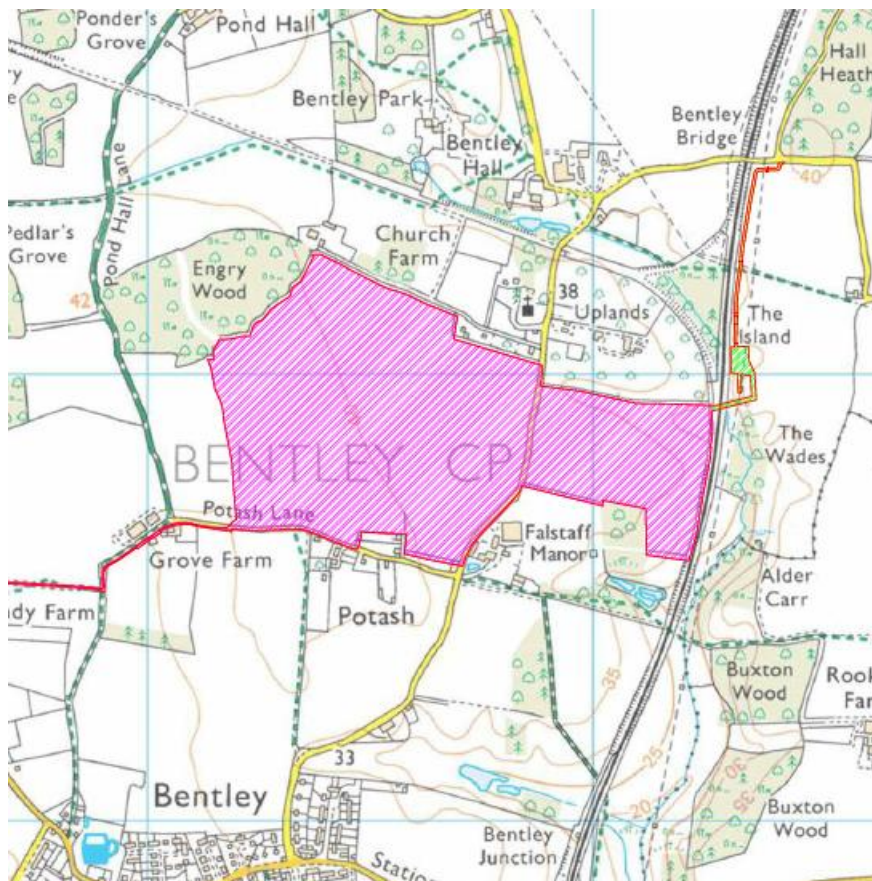 Ponder's
Grove
Pond Hall
Hall
Heath
Bentley Park
Bentley
Bridge
Bentley
Hall
40
Pond Hall Lane
Pedlar's
Grove
Church
Farm
Engry
Wood
42
38
Uplands
The
Island
The
Wades
BENTLEY CP
Potash Lane
Falstaff
Manor
Grove Farm
Alder
Carr
ndy Farm
Potash
35
Buxton
Wood
Rook
Far
33
25
30
35
20
Bentley
Buxton
Wood
Bentley
Junction
Station